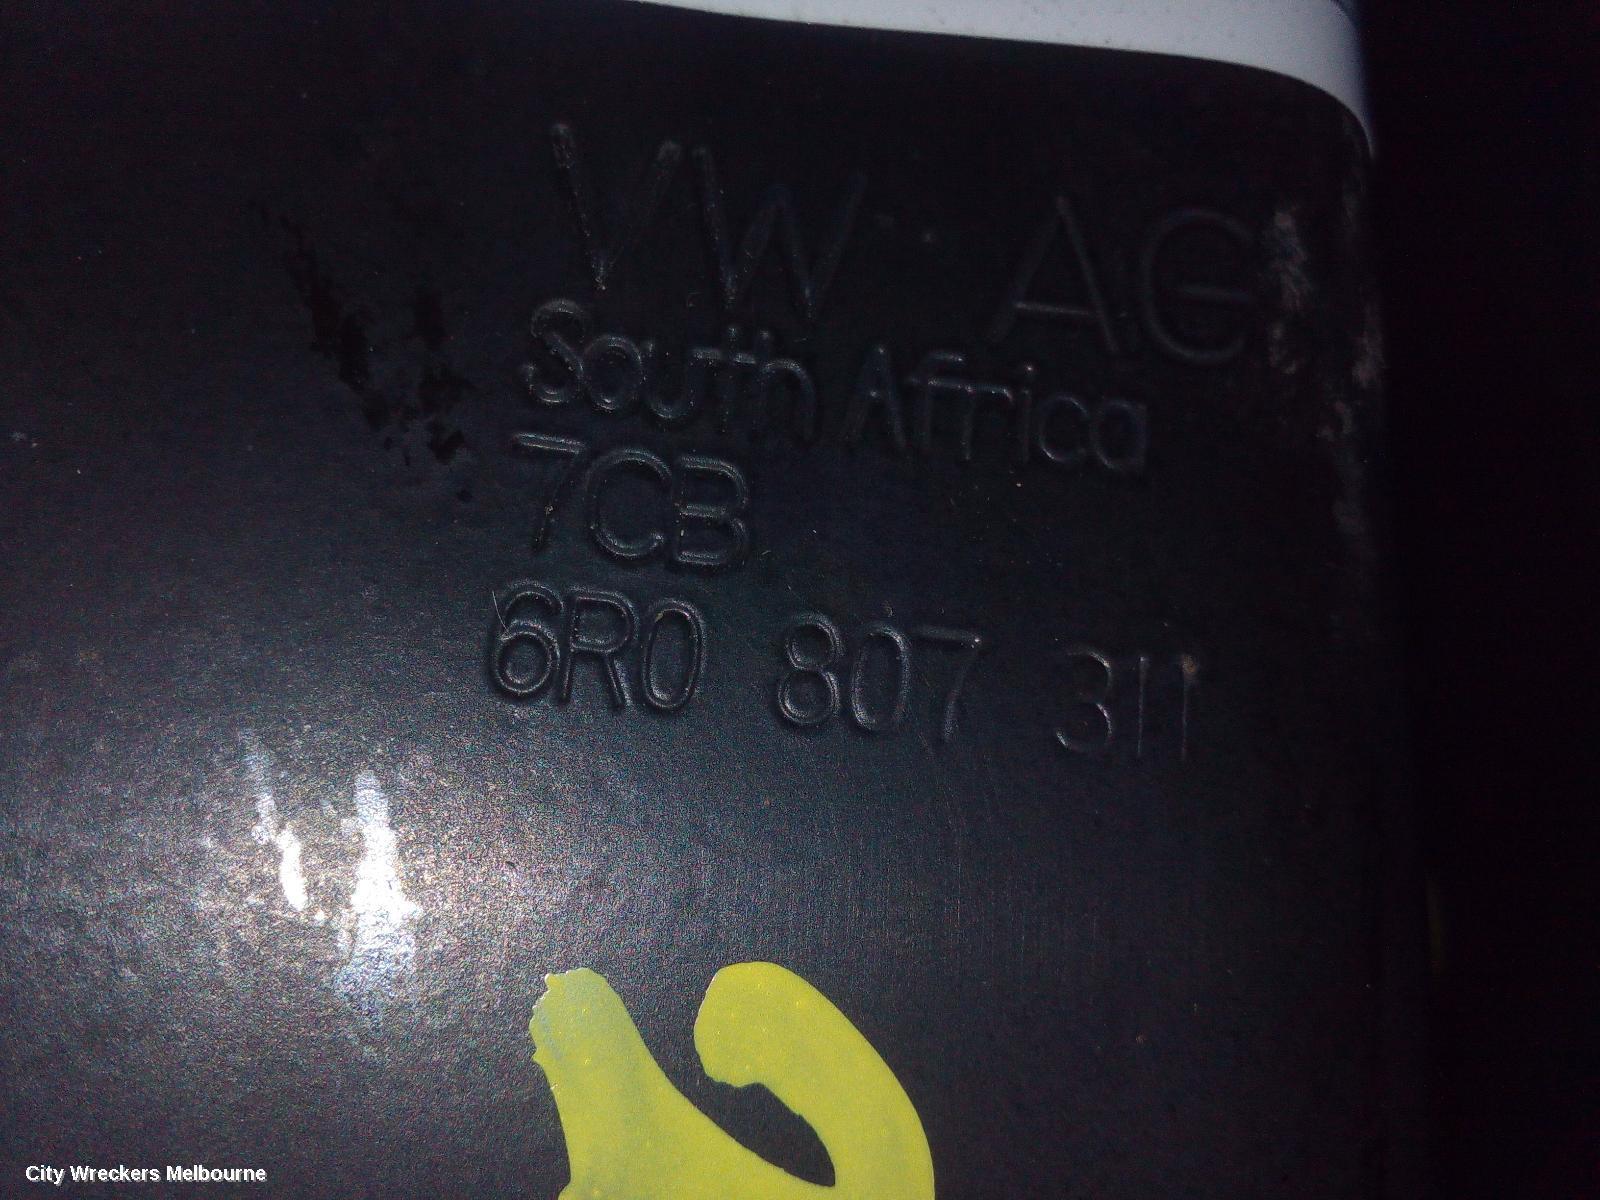 VW AG
South Africa
7CB
6R0 807 311
City Wreckers Melbourne